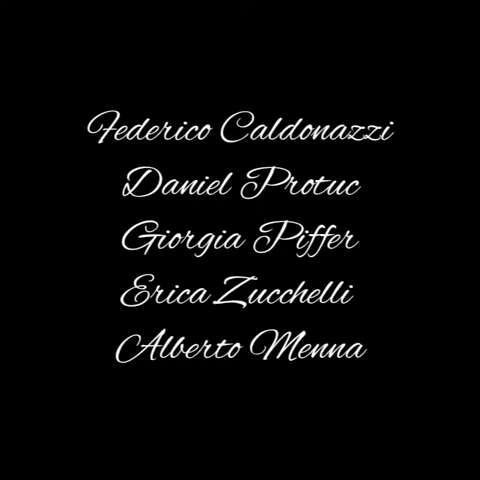 Federico Caldonazzi
Daniel Protuc
Giorgia Piffer
Erica Zucchelli
Alberto Menna